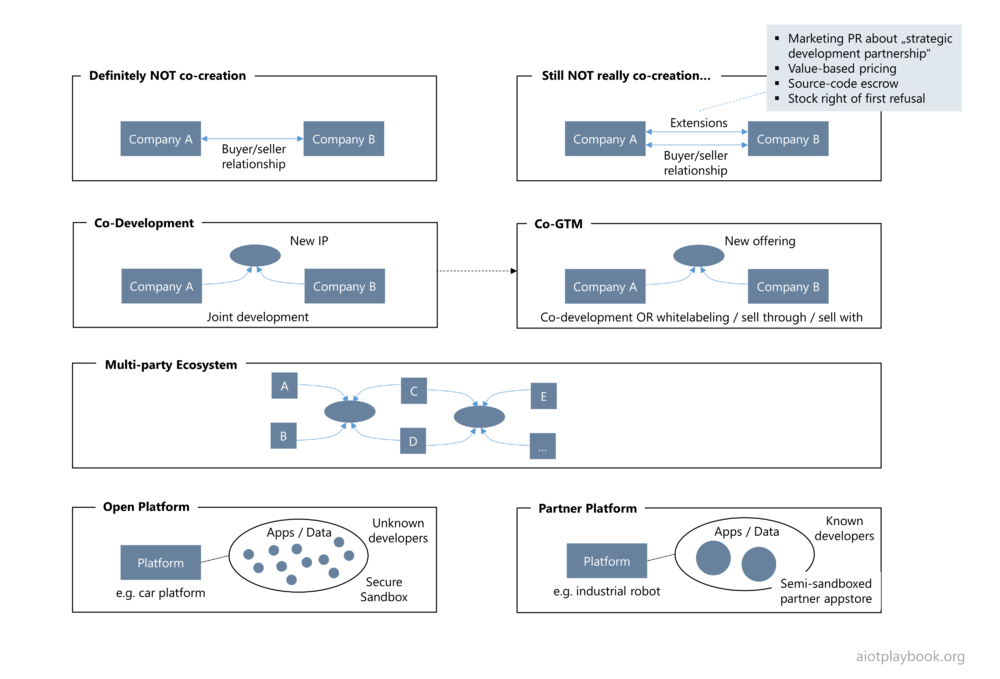 ▪ Marketing PR about „strategic
development partnership“
▪ Value-based pricing
▪ Source-code escrow
▪ Stock right of first refusal
Definitely NOT co-creation
Company A
Company B
Buyer/seller
relationship
Still NOT really co-creation...
Company A
Extensions
Company B
Buyer/seller
relationship
Co-Development
New IP
Company A
Company B
Joint development
Co-GTM
New offering
Company A
Company B
Co-development OR whitelabeling / sell through / sell with
Multi-party Ecosystem
A
C
E
B
D
...
Open Platform
Platform
e.g. car platform
Apps / Data
Unknown
developers
Secure
Sandbox
Partner Platform
Platform
e.g. industrial robot
Apps / Data
Known
developers
Semi-sandboxed
partner appstore
aiotplaybook.org